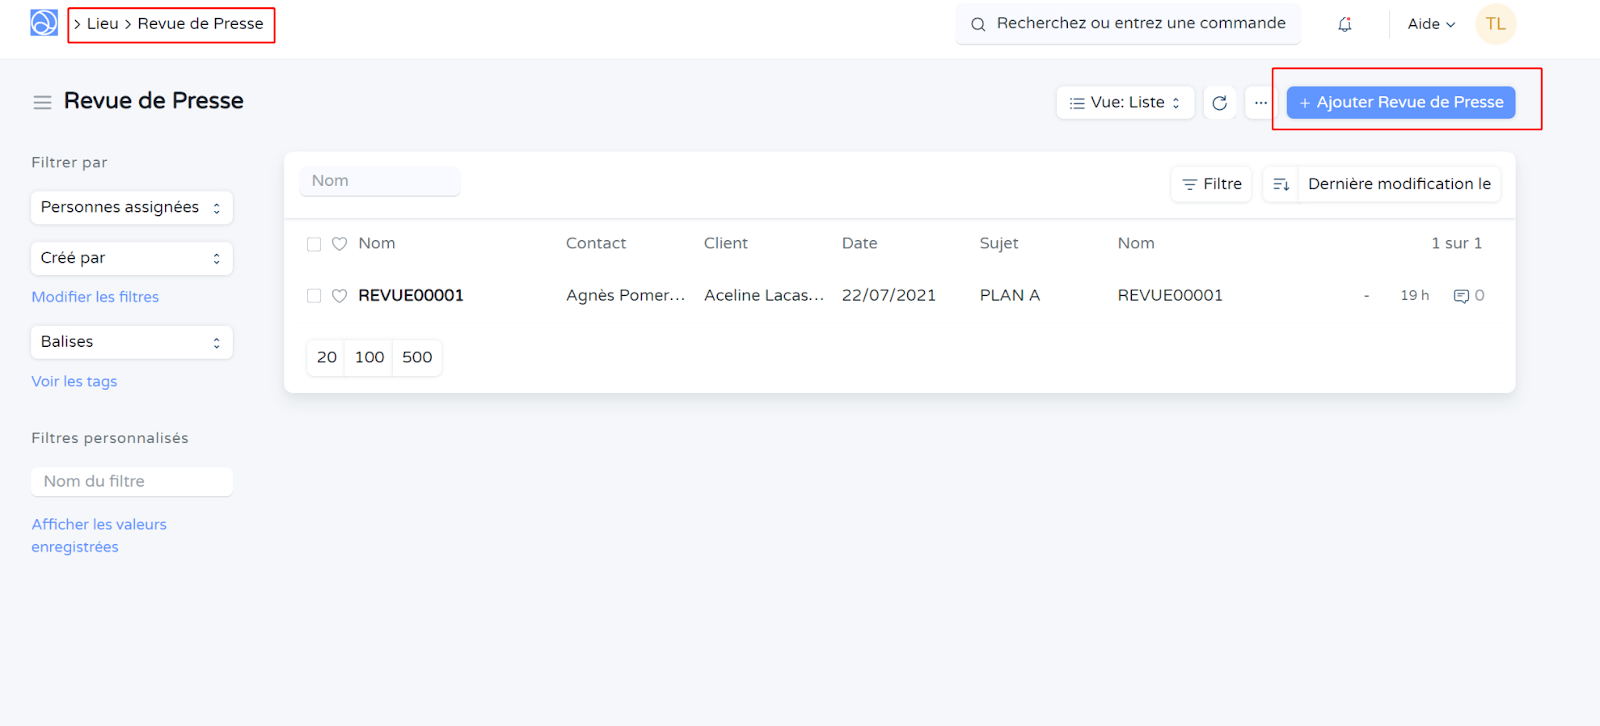 > Lieu > Revue de Presse
Recherchez ou entrez une commande
Aide
TL
Revue de Presse
Vue: Liste
...
+ Ajouter Revue de Presse
Filtrer par
Personnes assignées
Créé par
Modifier les filtres
Balises
Voir les tags
Filtres personnalisés
Nom du filtre
Afficher les valeurs
enregistrées
Nom
Filtre
Dernière modification le
Nom Contact Client Date Sujet Nom 1 sur 1
REVUE00001 Agnès Pomer... Aceline Lacas... 22/07/2021 PLAN A REVUE00001 - 19 h 0
20 100 500